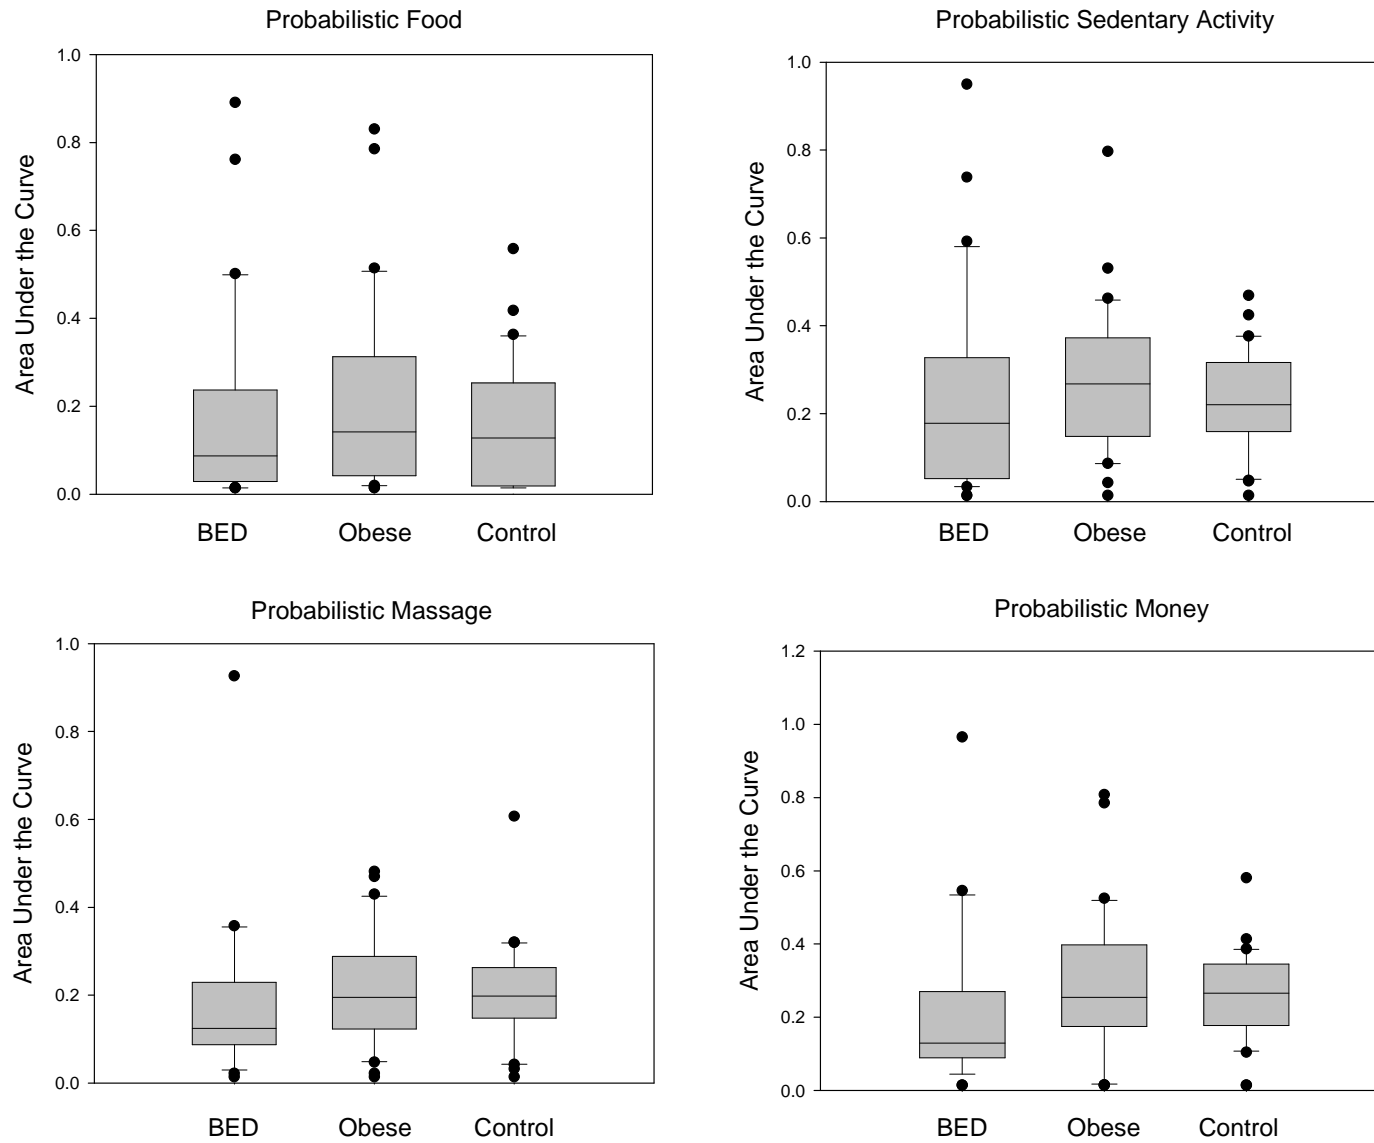 Probabilistic Food
Area Under the Curve
1.0
0.8
0.6
0.4
0.2
0.0
BED Obese Control
Probabilistic Sedentary Activity
Area Under the Curve
1.0
0.8
0.6
0.4
0.2
0.0
BED Obese Control
Probabilistic Massage
Area Under the Curve
1.0
0.8
0.6
0.4
0.2
0.0
BED Obese Control
Probabilistic Money
Area Under the Curve
1.2
1.0
0.8
0.6
0.4
0.2
0.0
BED Obese Control